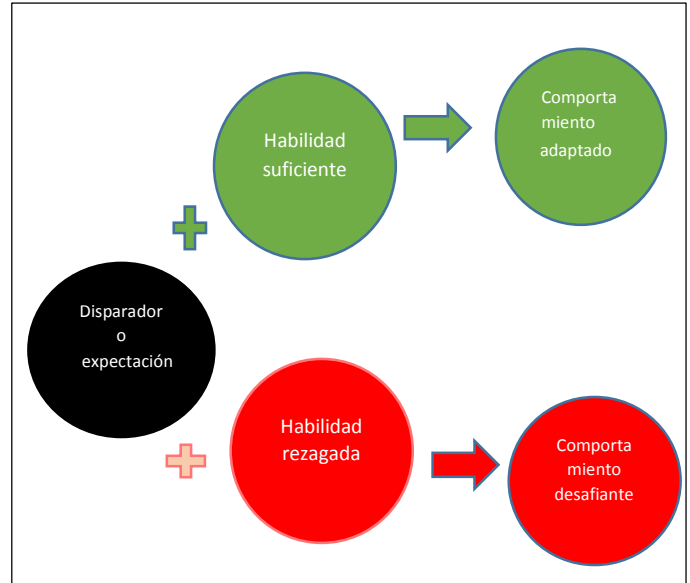 Habilidad
suficiente
Comporta
miento
adaptado
Disparador
o
expectación
Habilidad
rezagada
Comporta
miento
desafiante